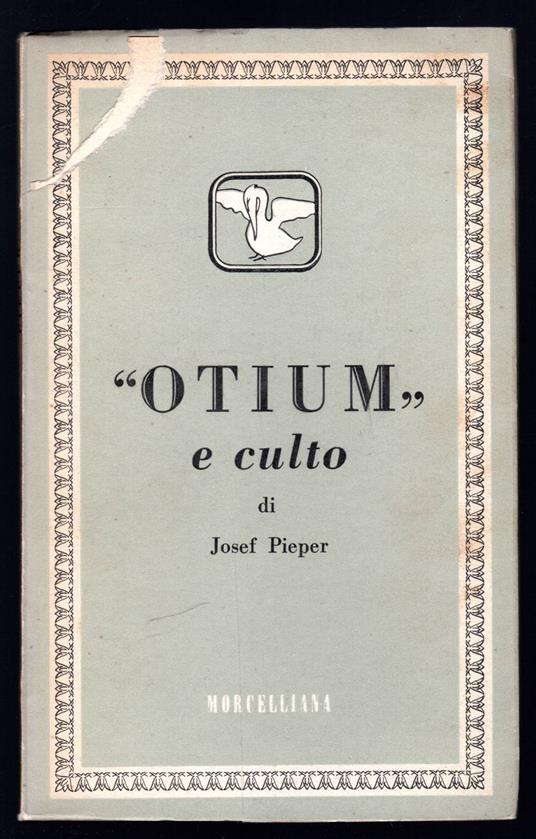 “OTIUM„
e culto
di
Josef Pieper
MORCELLIANA